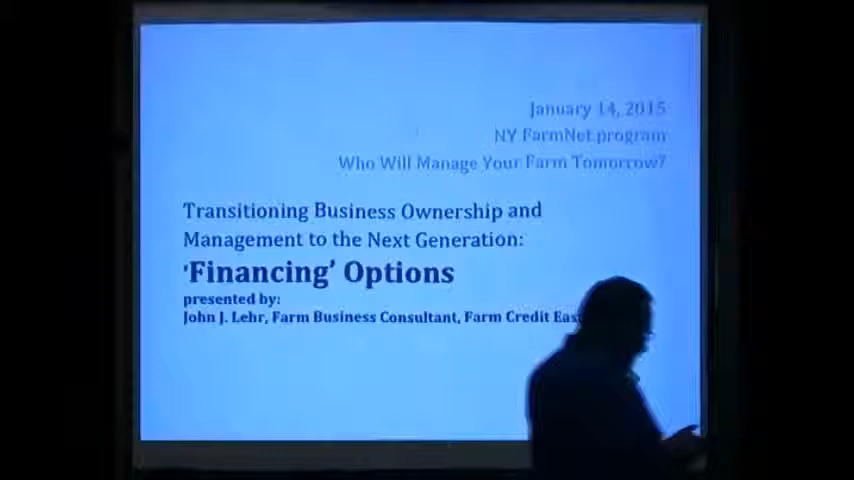 January 14, 2015
NY FarmNet program
Who Will Manage Your Farm Tomorrow?
Transitioning Business Ownership and
Management to the Next Generation:
'Financing' Options
presented by:
John J. Lehr, Farm Business Consultant, Farm Credit Eas